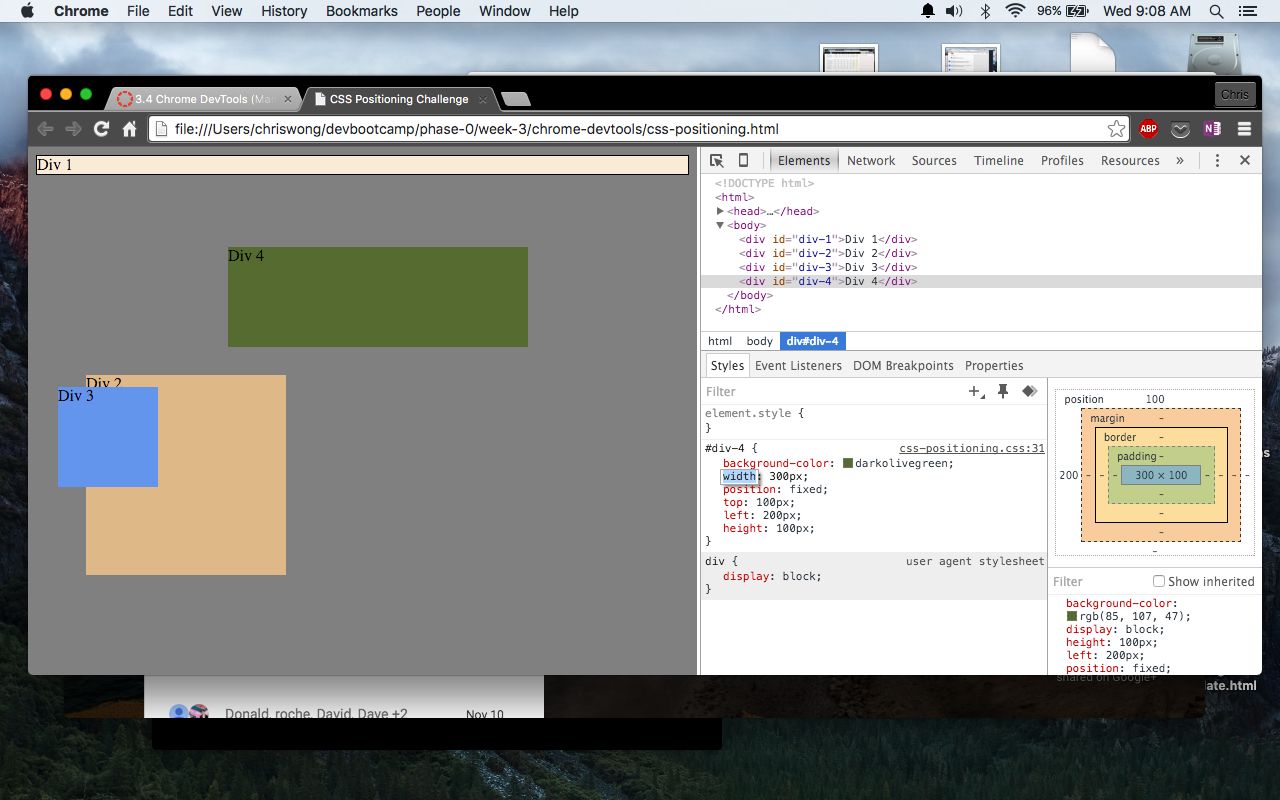 Chrome File Edit View History Bookmarks People Window Help 96% Wed 9:08 AM
3.4 Chrome DevTools (Mat × CSS Positioning Challenge × Chris
file:///Users/chriswong/devbootcamp/phase-0/week-3/chrome-devtools/css-positioning.html ABP N
Div 1
Div 4
Div 2
Div 3
Elements Network Sources Timeline Profiles Resources »
<!DOCTYPE html>
<html>
<head>…</head>
<body>
<div id="div-1">Div 1</div>
<div id="div-2">Div 2</div>
<div id="div-3">Div 3</div>
<div id="div-4">Div 4</div>
</body>
</html>
html body div#div-4
Styles Event Listeners DOM Breakpoints Properties
Filter
element.style {
}
#div-4 { css-positioning.css:31
background-color: darkolivegreen;
width: 300px;
position: fixed;
top: 100px;
left: 200px;
height: 100px;
}
div { user agent stylesheet
display: block;
}
position 100
margin -
border -
padding -
200 - - - 300 × 100 - - -
-
-
-
-
Filter Show inherited
background-color:
rgb(85, 107, 47);
display: block;
height: 100px;
left: 200px;
position: fixed;
shared on Google+
late.html
Donald, roche, David, Dave +2 Nov 10